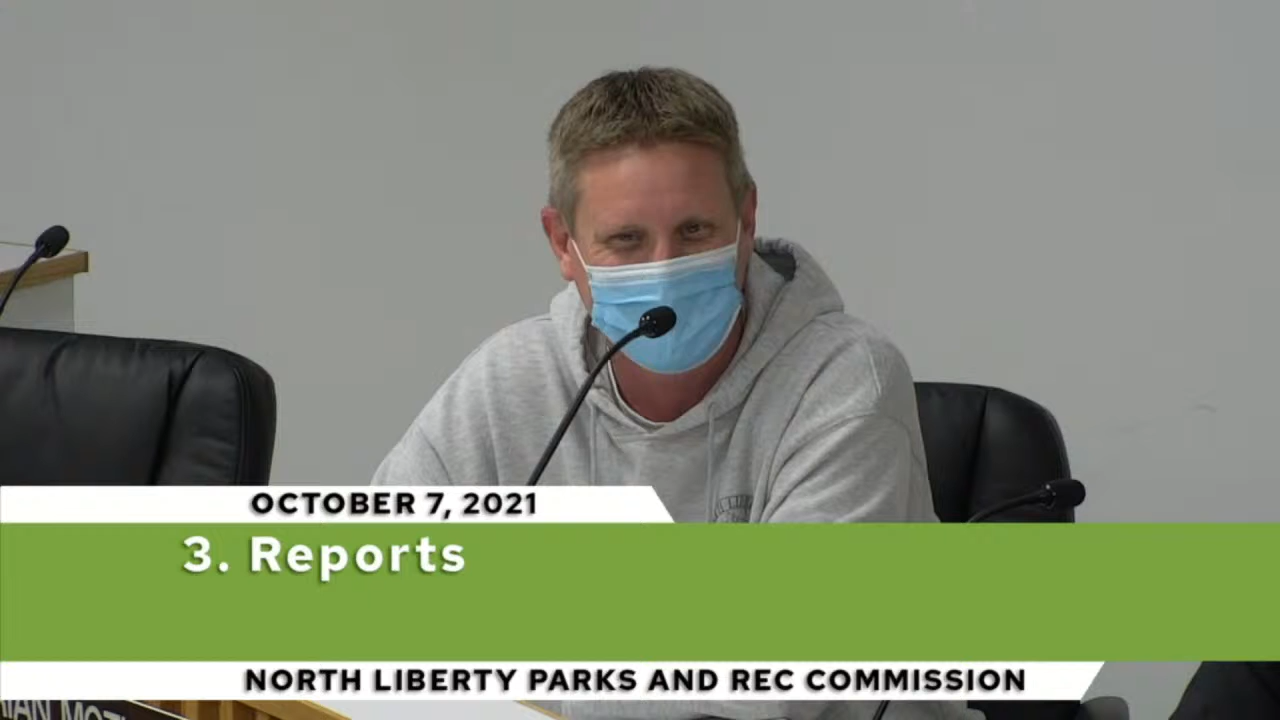 OCTOBER 7, 2021
3. Reports
NORTH LIBERTY PARKS AND REC COMMISSION